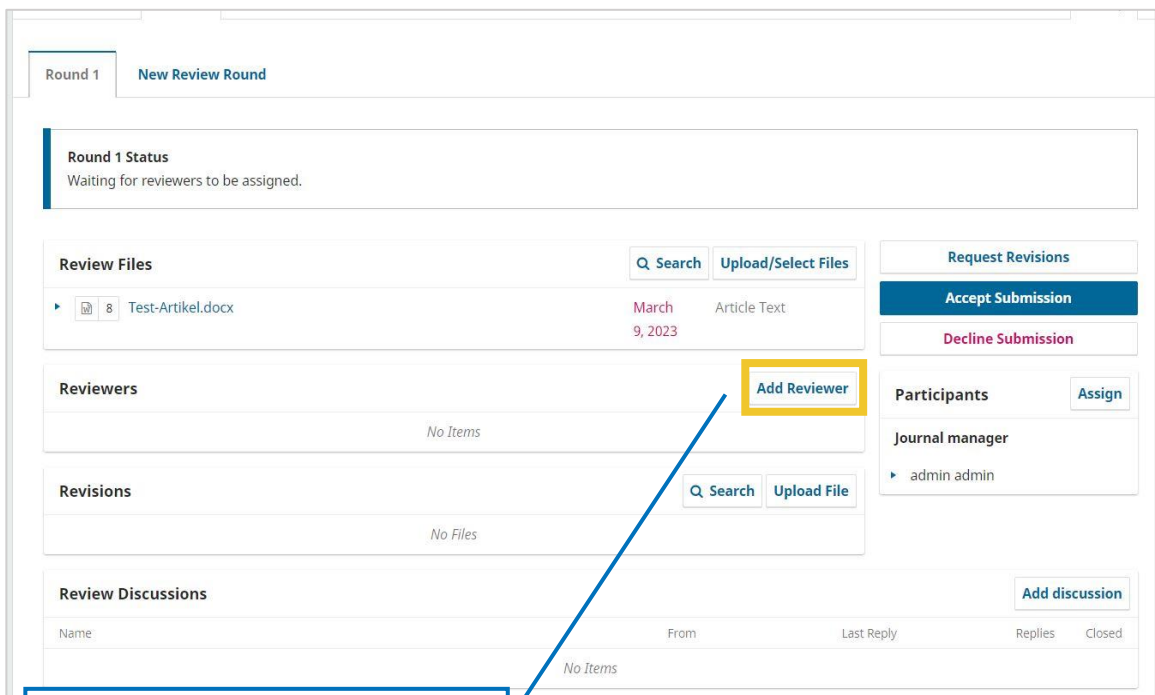 Round 1 New Review Round
Round 1 Status
Waiting for reviewers to be assigned.
Review Files Search Upload/Select Files
8 Test-Artikel.docx March Article Text
9, 2023
Reviewers Add Reviewer
No Items
Revisions Search Upload File
No Files
Request Revisions
Accept Submission
Decline Submission
Participants Assign
Journal manager
admin admin
Review Discussions Add discussion
Name From Last Reply Replies Closed
No Items